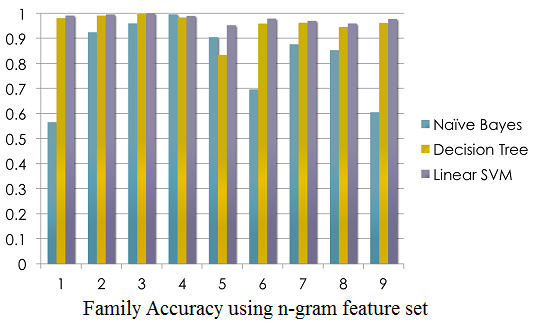 1
0.9
0.8
0.7
0.6
0.5
0.4
0.3
0.2
0.1
0
1 2 3 4 5 6 7 8 9
Naïve Bayes
Decision Tree
Linear SVM
Family Accuracy using n-gram feature set